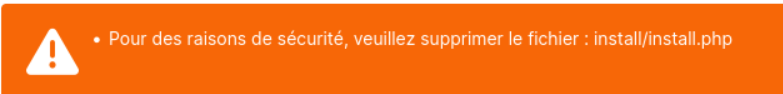 • Pour des raisons de sécurité, veuillez supprimer le fichier : install/install.php